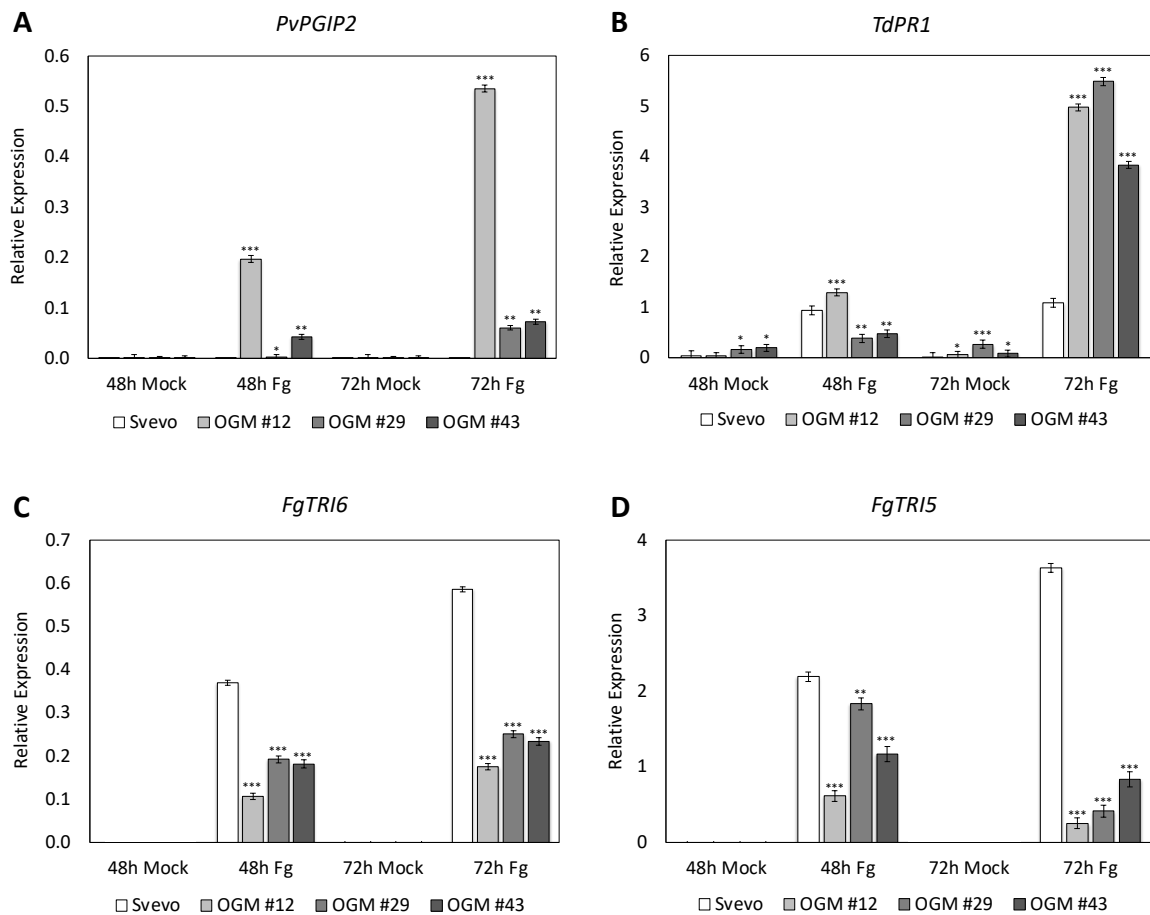 A
PvPGIP2
Relative Expression
0.6
0.5
0.4
0.3
0.2
0.1
0.0
***
*
**
***
**
**
48h Mock 48h Fg 72h Mock 72h Fg
Svevo OGM #12 OGM #29 OGM #43
B
TdPR1
Relative Expression
6
5
4
3
2
1
0
*
*
***
**
**
*
***
*
***
***
***
48h Mock 48h Fg 72h Mock 72h Fg
Svevo OGM #12 OGM #29 OGM #43
C
FgTRI6
Relative Expression
0.7
0.6
0.5
0.4
0.3
0.2
0.1
0.0
***
***
***
***
***
***
48h Mock 48h Fg 72h Mock 72h Fg
Svevo OGM #12 OGM #29 OGM #43
D
FgTRI5
Relative Expression
4
3
2
1
0
***
**
***
***
***
***
48h Mock 48h Fg 72h Mock 72h Fg
Svevo OGM #12 OGM #29 OGM #43